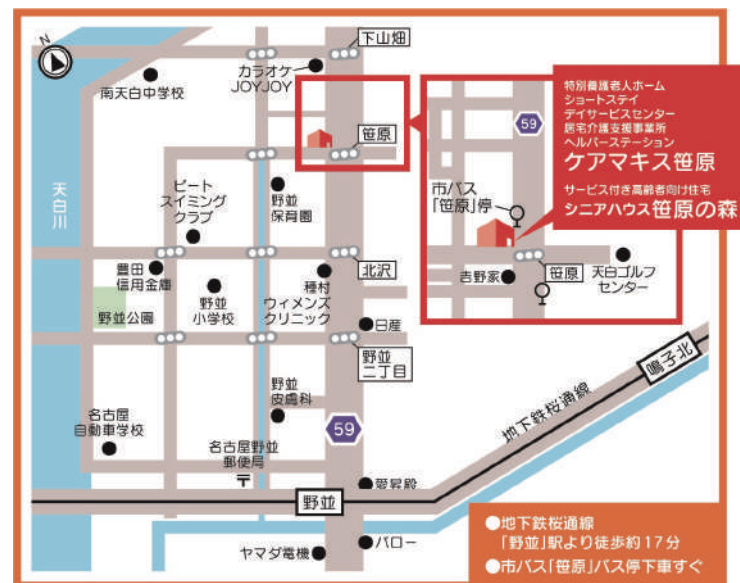 N
下山畑
カラオケ
JOYJOY
南天白中学校
笹原
天白川
ビート
スイミング
クラブ
野並
保育園
北沢
豊田
信用金庫
野並
小学校
種村
ウィメンズ
クリニック
野並公園
日産
野並
二丁目
野並
皮膚科
59
名古屋
自動車学校
名古屋野並
郵便局
〒
愛昇殿
野並
地下鉄桜通線
鳴子北
ヤマダ電機
バロー
59
特別養護老人ホーム
ショートステイ
デイサービスセンター
居宅介護支援事業所
ヘルパーステーション
ケアマキス笹原
サービス付き高齢者向け住宅
シニアハウス笹原の森
市バス
「笹原」停
笹原
吉野家
天白ゴルフ
センター
●地下鉄桜通線
「野並」駅より徒歩約17分
●市バス「笹原」バス停下車すぐ